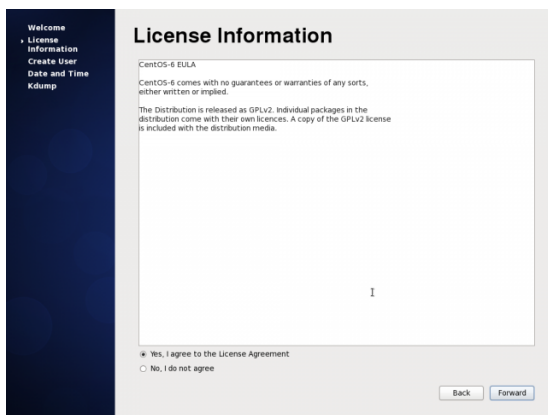 Welcome
License
Information
Create User
Date and Time
Kdump
License Information
CentOS-6 EULA
CentOS-6 comes with no guarantees or warranties of any sorts,
either written or implied.
The Distribution is released as GPLv2. Individual packages in the
distribution come with their own licences. A copy of the GPLv2 license
is included with the distribution media.
Yes, I agree to the License Agreement
No, I do not agree
Back
Forward